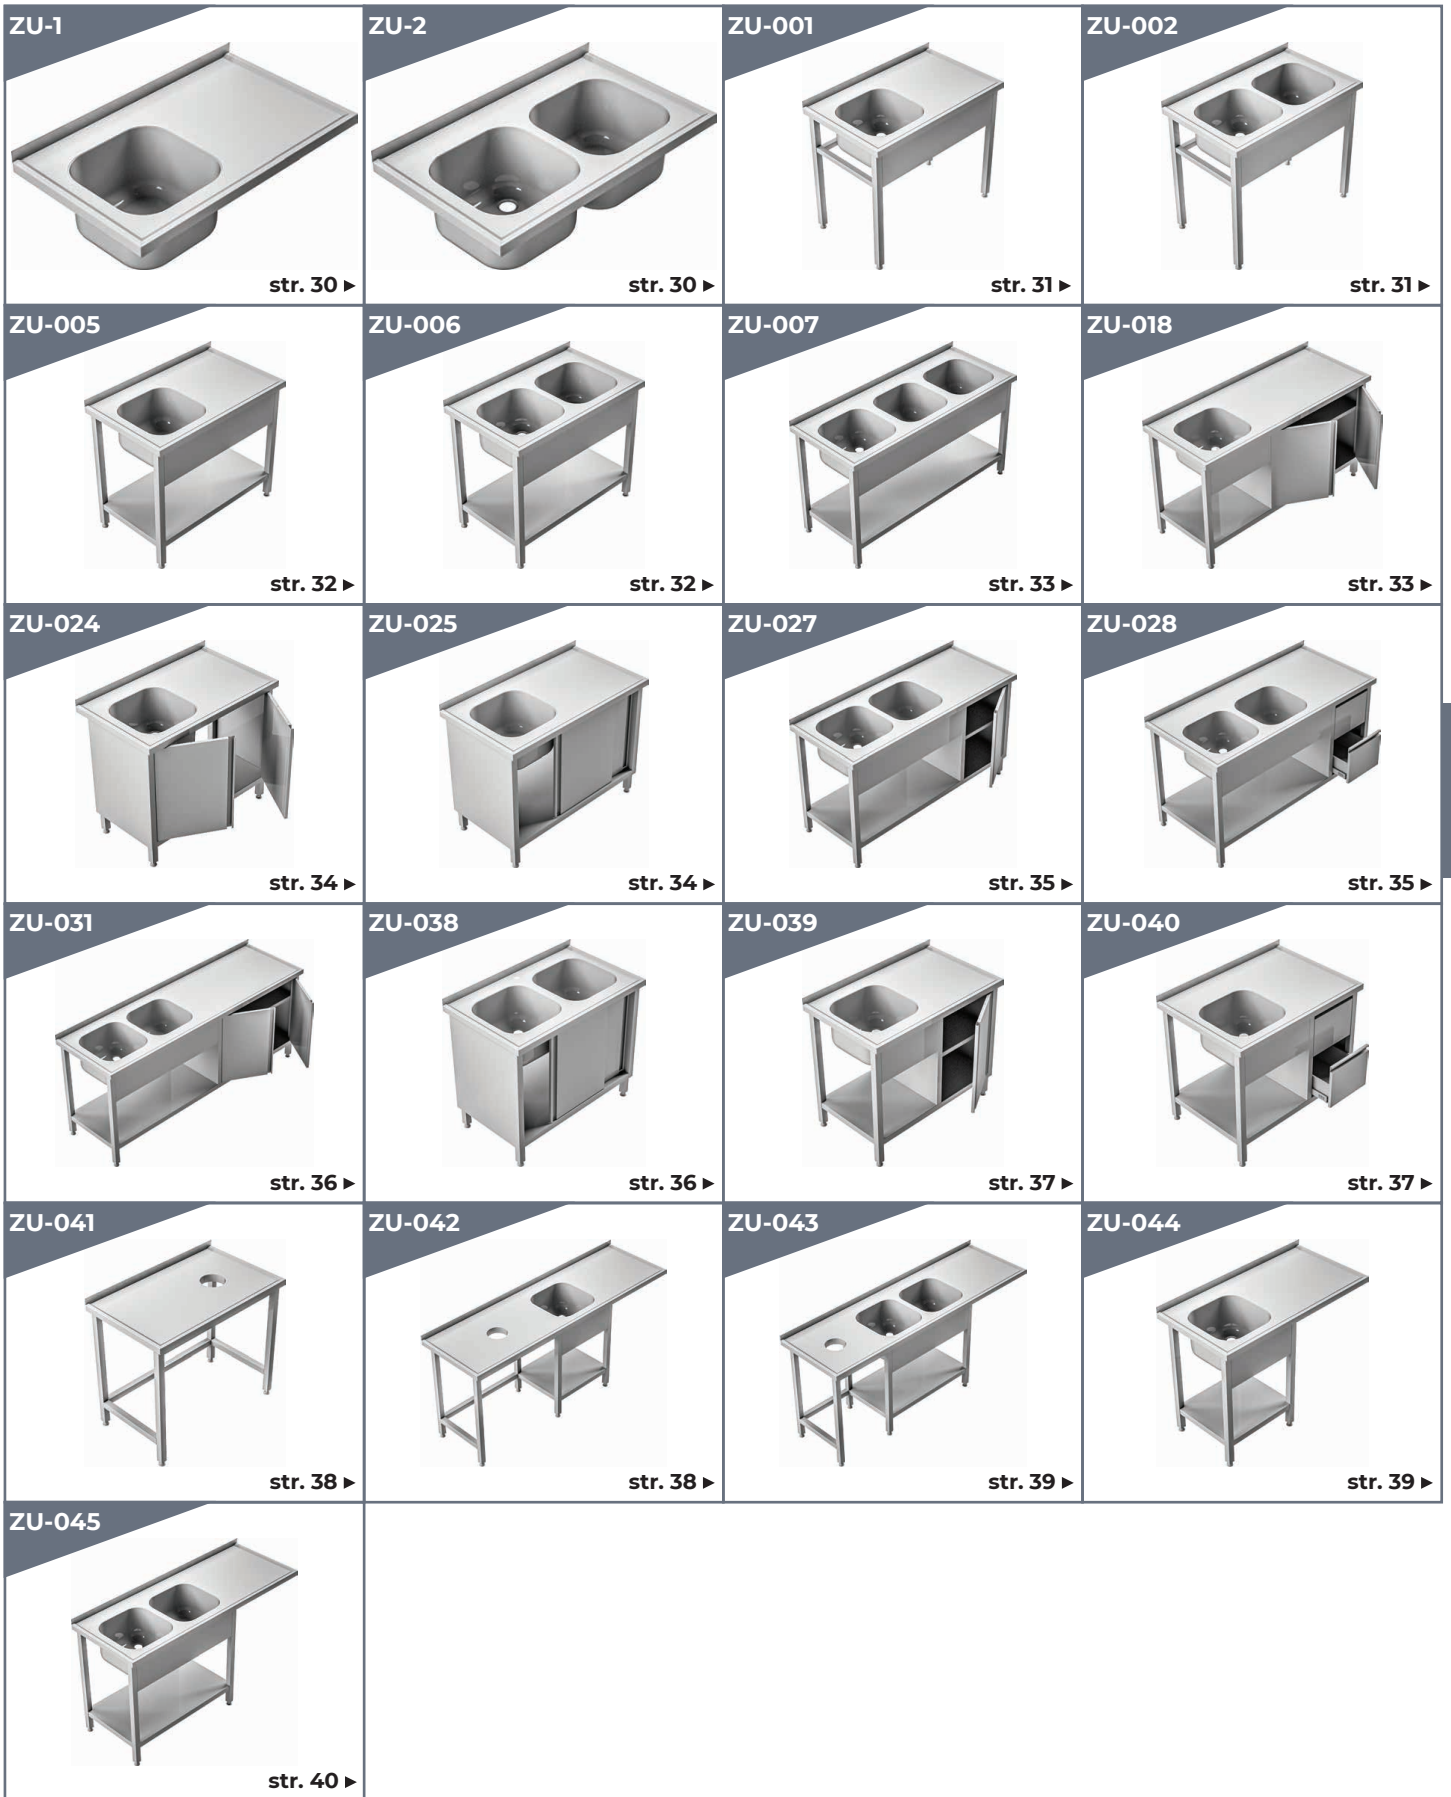 ZU-1
ZU-2
ZU-001
ZU-002
str. 30 ►
str. 30 ►
str. 31 ►
str. 31 ►
ZU-005
ZU-006
ZU-007
ZU-018
str. 32 ►
str. 32 ►
str. 33 ►
str. 33 ►
ZU-024
ZU-025
ZU-027
ZU-028
str. 34 ►
str. 34 ►
str. 35 ►
str. 35 ►
ZU-031
ZU-038
ZU-039
ZU-040
str. 36 ►
str. 36 ►
str. 37 ►
str. 37 ►
ZU-041
ZU-042
ZU-043
ZU-044
str. 38 ►
str. 38 ►
str. 39 ►
str. 39 ►
ZU-045
str. 40 ►